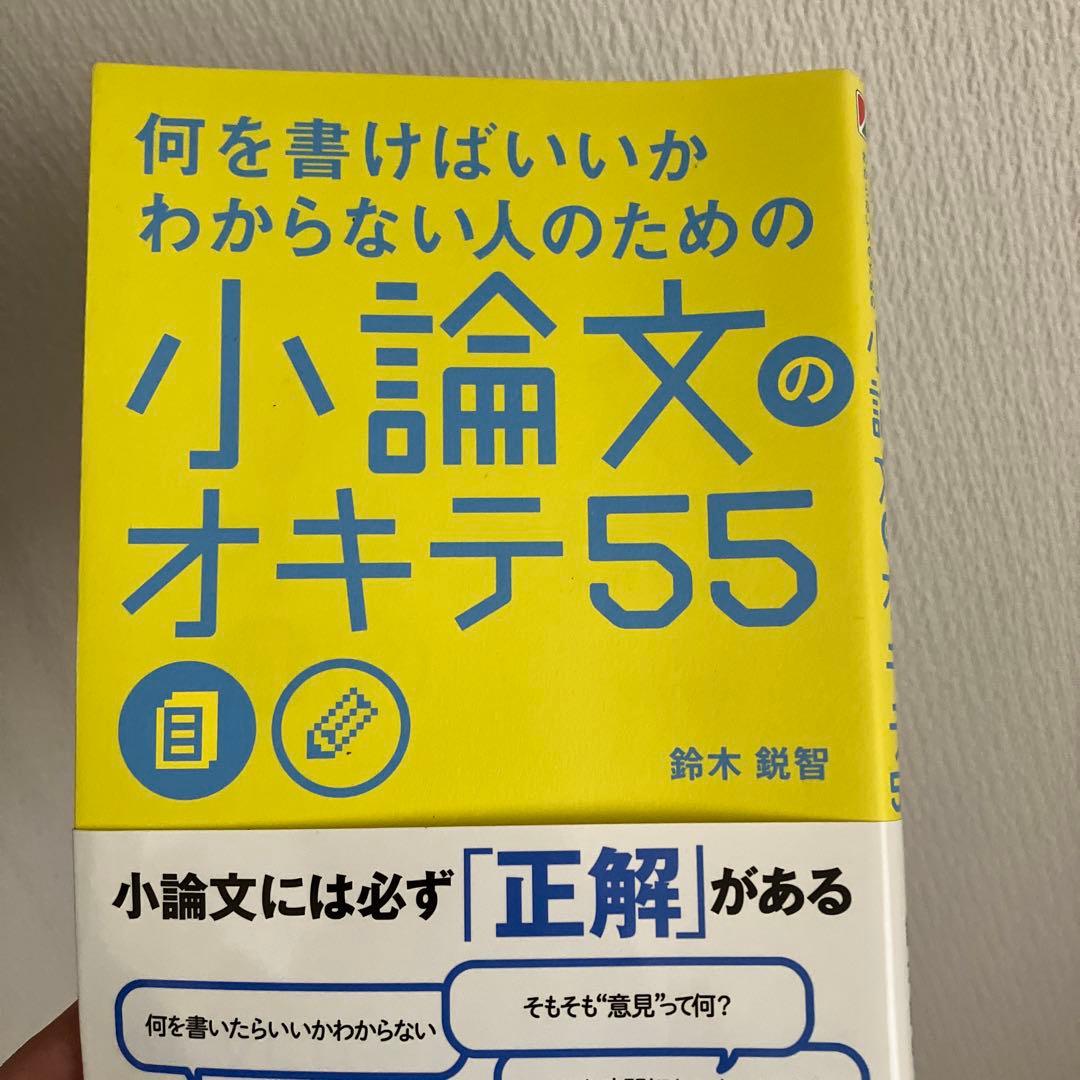 何を書けばいいか
わからない人のための
小論文の
オキテ55
鈴木 鋭智
小論文には必ず「正解」がある
何を書いたらいいかわからない
そもそも“意見”って何?